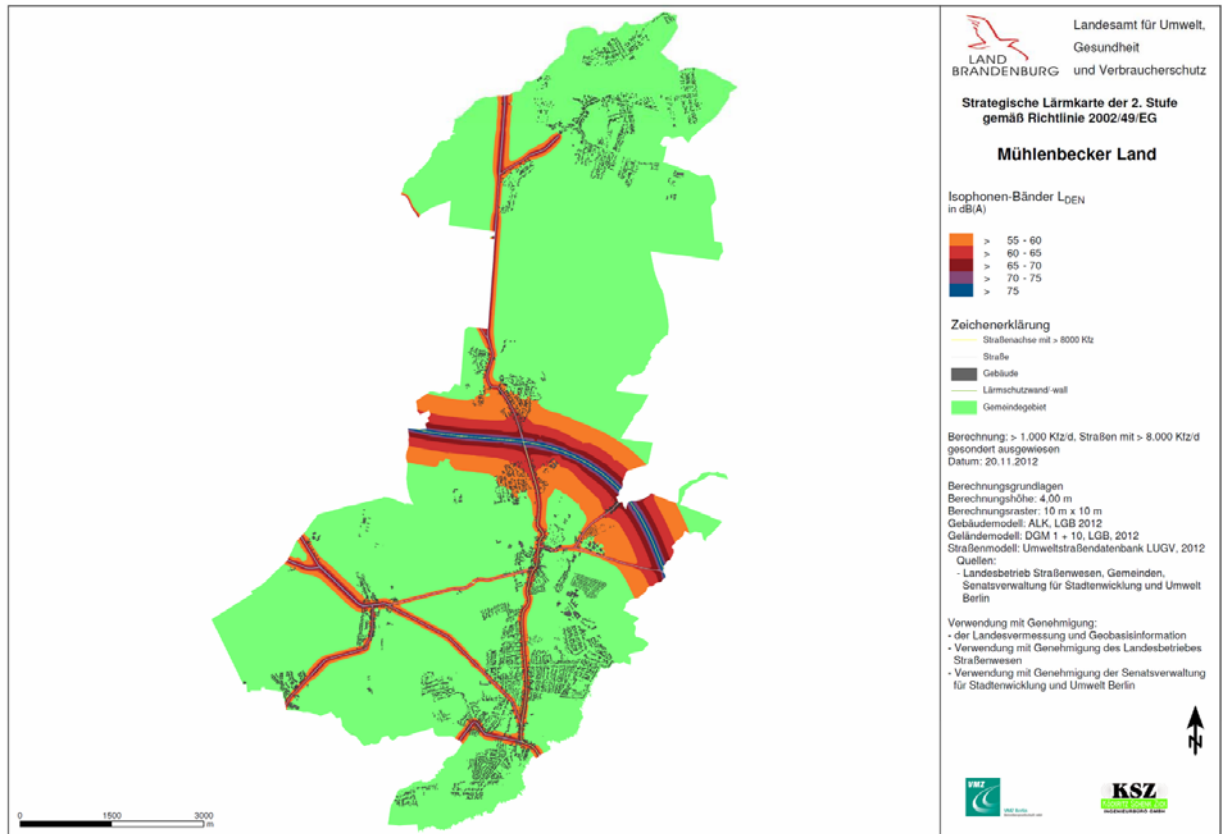 LAND
BRANDENBURG
Landesamt für Umwelt,
Gesundheit
und Verbraucherschutz
Strategische Lärmkarte der 2. Stufe
gemäß Richtlinie 2002/49/EG
Mühlenbecker Land
Isophonen-Bänder LDEN
in dB(A)
> 55 - 60
> 60 - 65
> 65 - 70
> 70 - 75
> 75
Zeichenerklärung
Straßenachse mit > 8000 Kfz
Straße
Gebäude
Lärmschutzwand/-wall
Gemeindegebiet
Berechnung: > 1.000 Kfz/d, Straßen mit > 8.000 Kfz/d
gesondert ausgewiesen
Datum: 20.11.2012
Berechnungsgrundlagen
Berechnungshöhe: 4,00 m
Berechnungsraster: 10 m x 10 m
Gebäudemodell: ALK, LGB 2012
Geländemodell: DGM 1 + 10, LGB, 2012
Straßenmodell: Umweltstraßendatenbank LUGV, 2012
Quellen:
- Landesbetrieb Straßenwesen, Gemeinden,
Senatsverwaltung für Stadtenwicklung und Umwelt
Berlin
Verwendung mit Genehmigung:
- der Landesvermessung und Geobasisinformation
- Verwendung mit Genehmigung des Landesbetriebes
Straßenwesen
- Verwendung mit Genehmigung der Senatsverwaltung
für Stadtenwicklung und Umwelt Berlin
N
VMZ
VMZ Berlin
KSZ
INGENIEURBÜRO GMBH
0 1500 3000
m